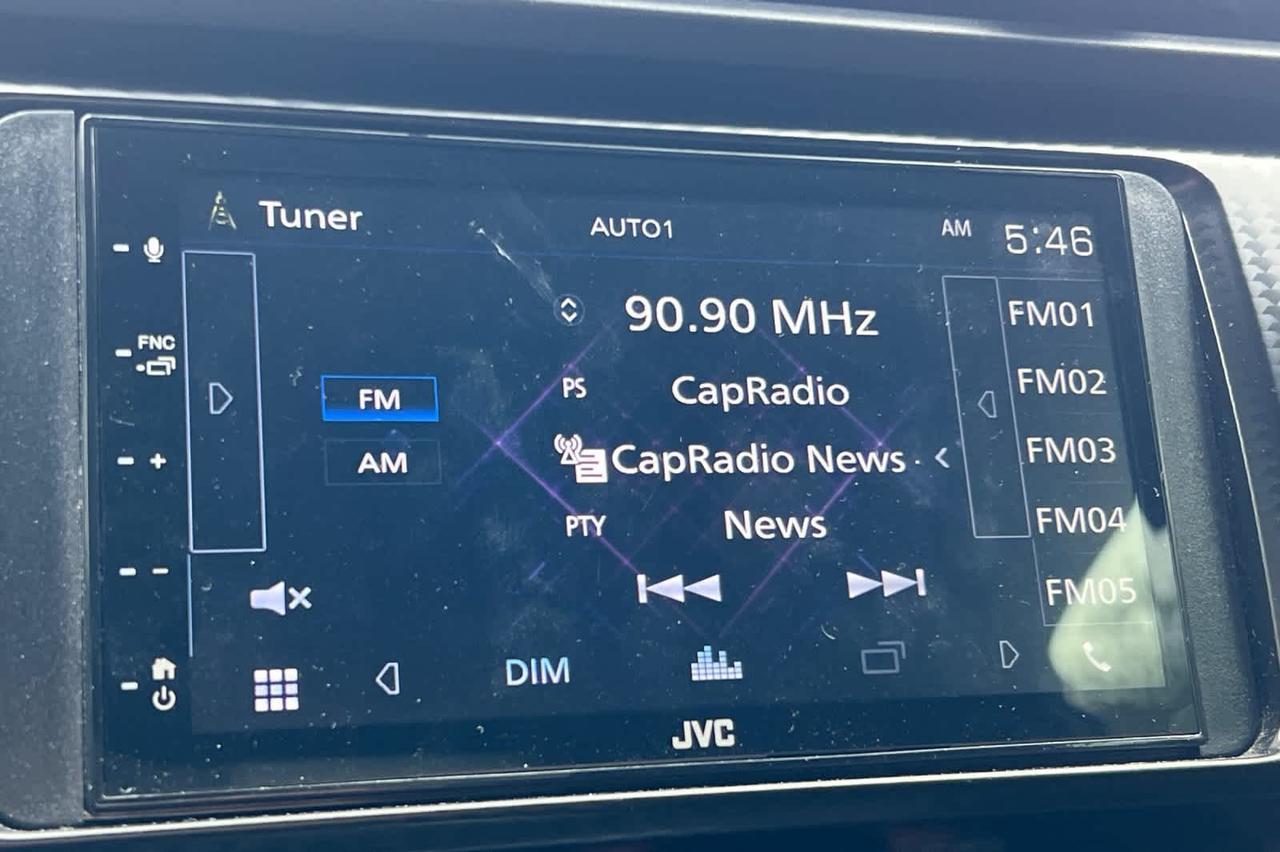 Tuner AUTO1 AM 5:46
90.90 MHz
PS CapRadio
CapRadio News
PTY News
FM
AM
FM01
FM02
FM03
FM04
FM05
FNC
+
-
DIM
JVC